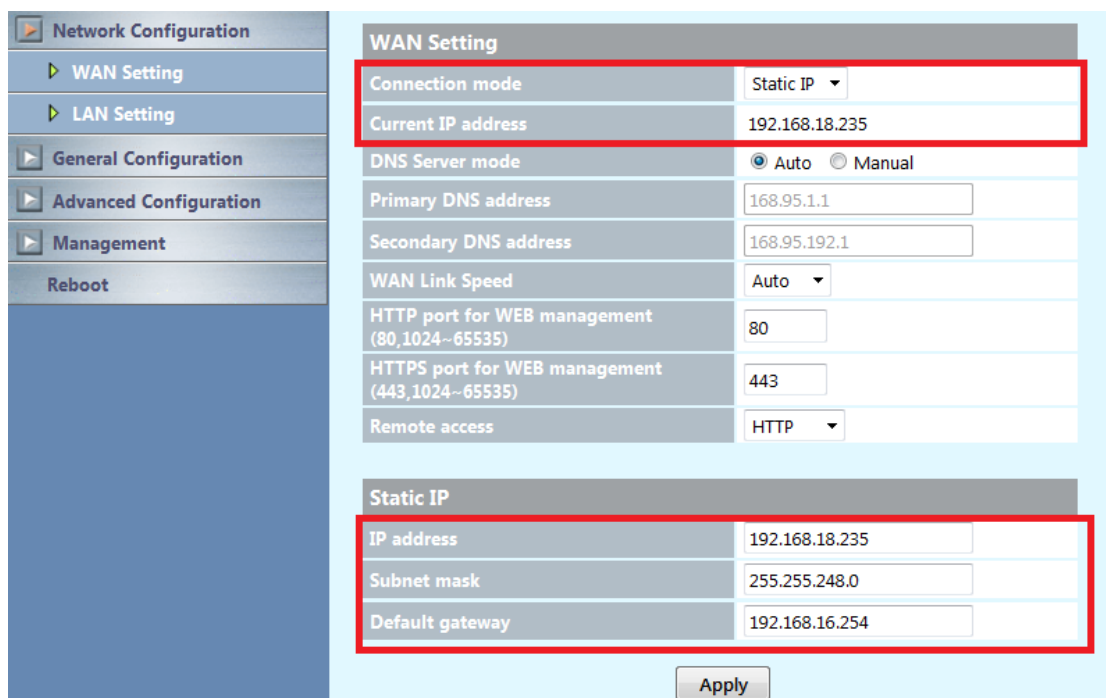 Network Configuration
WAN Setting
LAN Setting
General Configuration
Advanced Configuration
Management
Reboot
WAN Setting
Connection mode Static IP
Current IP address 192.168.18.235
DNS Server mode Auto Manual
Primary DNS address 168.95.1.1
Secondary DNS address 168.95.192.1
WAN Link Speed Auto
HTTP port for WEB management
(80,1024~65535) 80
HTTPS port for WEB management
(443,1024~65535) 443
Remote access HTTP
Static IP
IP address 192.168.18.235
Subnet mask 255.255.248.0
Default gateway 192.168.16.254
Apply